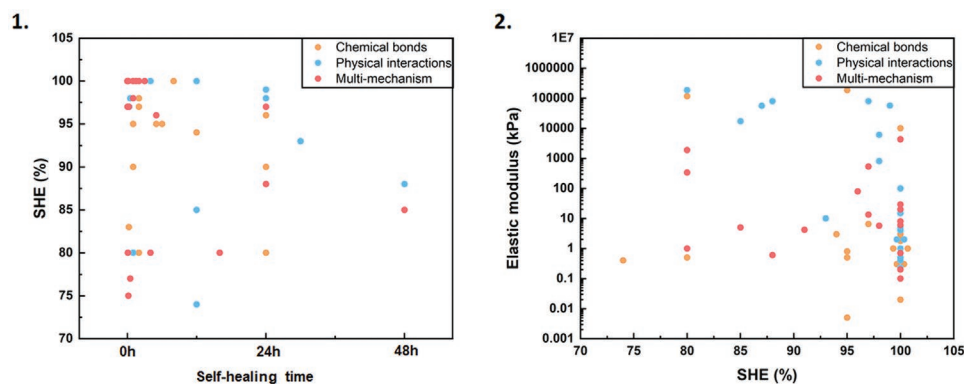 1.
SHE (%)
105
100
95
90
85
80
75
70
Chemical bonds
Physical interactions
Multi-mechanism
0h 24h 48h
Self-healing time
2.
Elastic modulus (kPa)
1E7
1000000
100000
10000
1000
100
10
1
0.1
0.01
0.001
Chemical bonds
Physical interactions
Multi-mechanism
70 75 80 85 90 95 100 105
SHE (%)